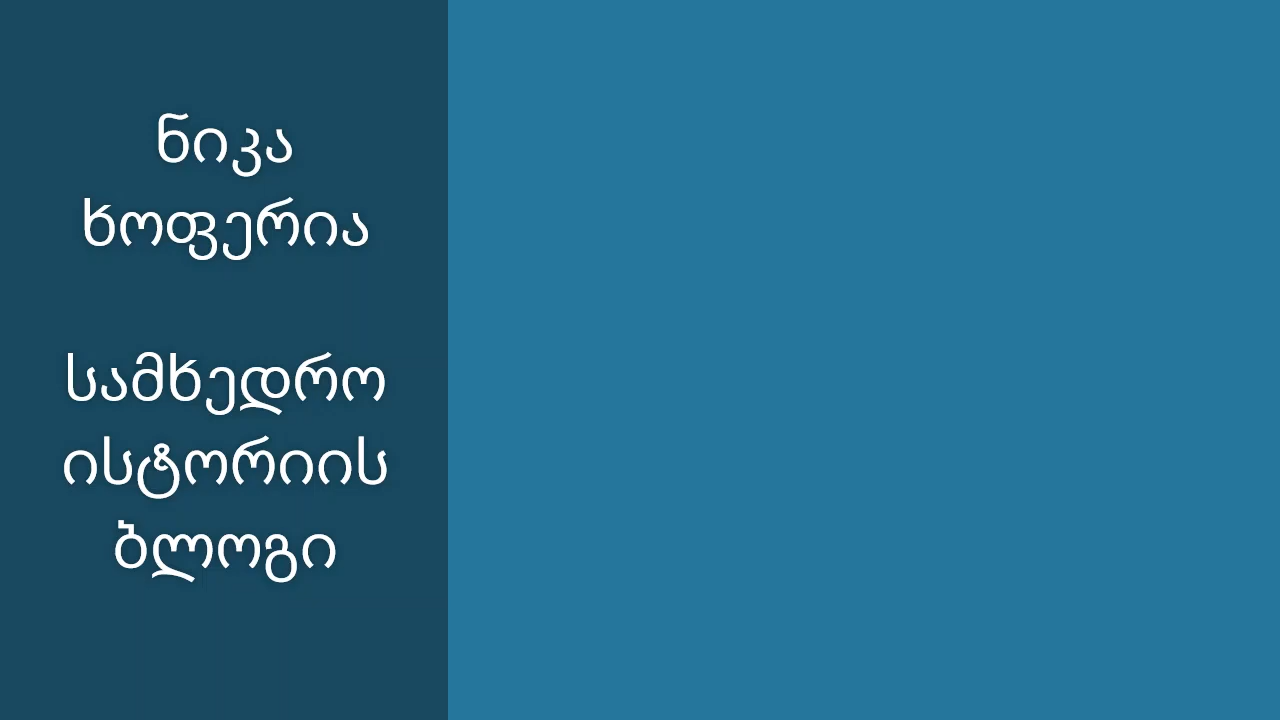 ნიკა
ხოფერია
სამხედრო
ისტორიის
ბლოგი